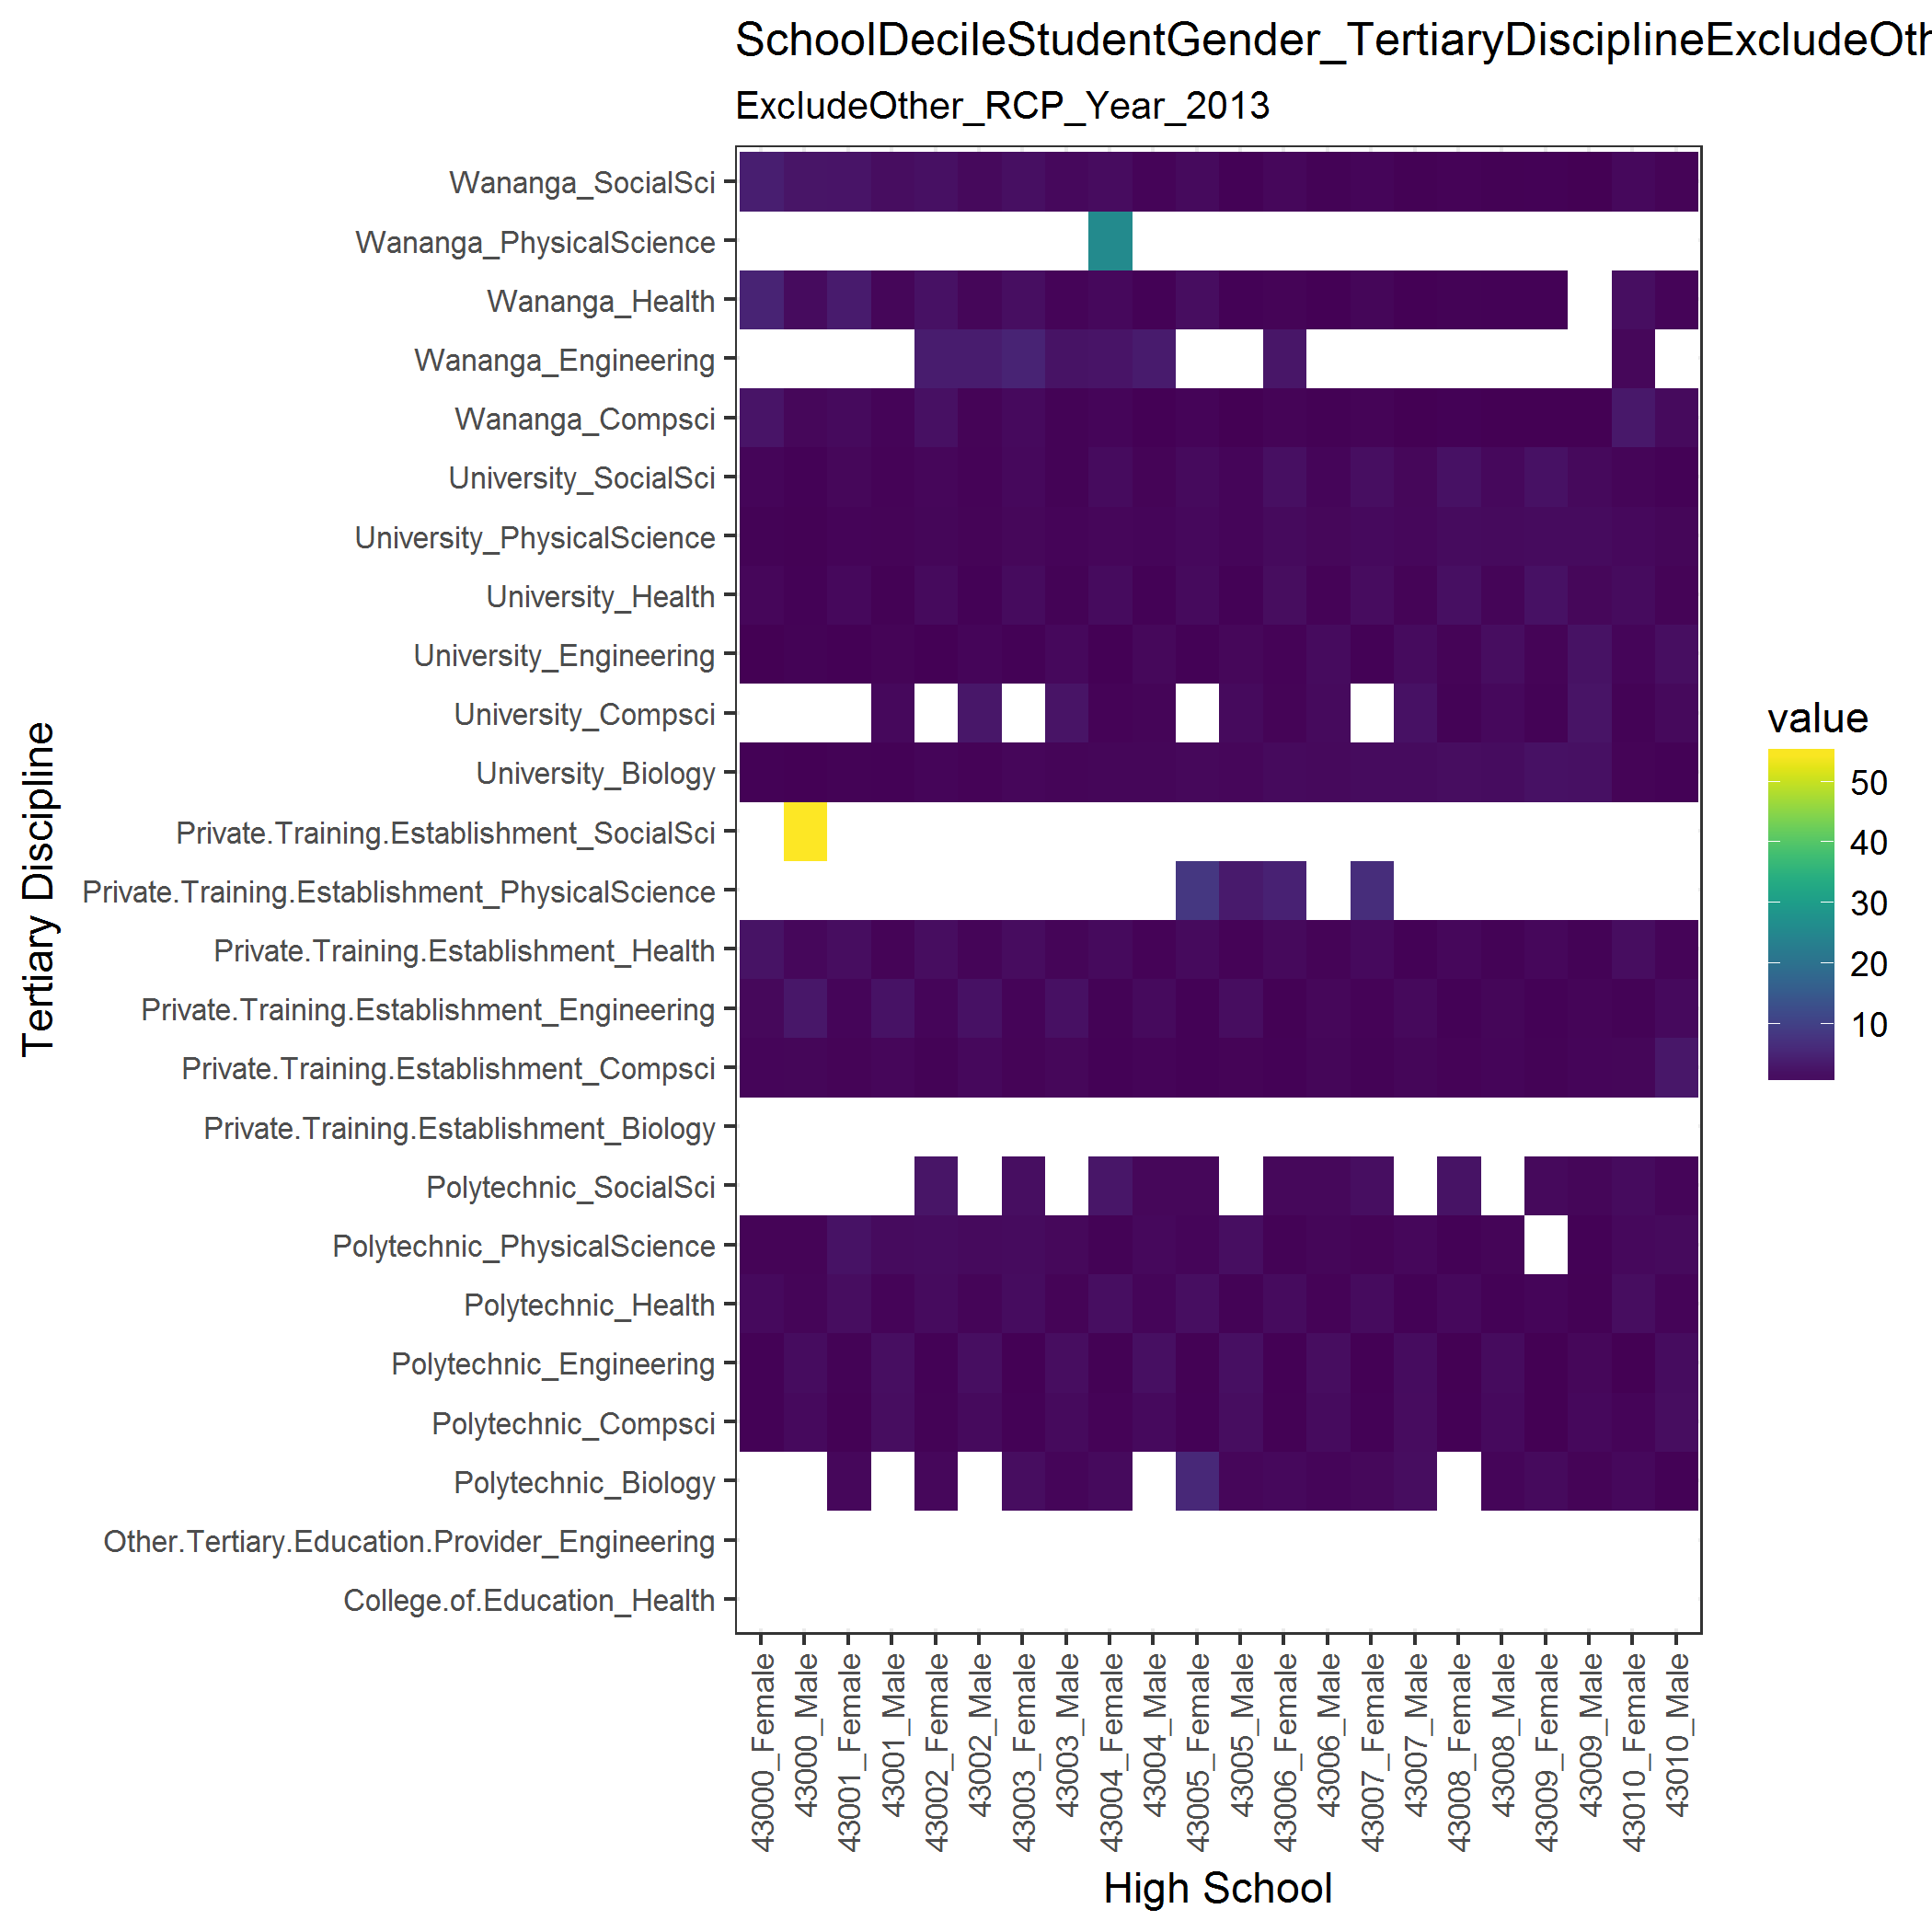 SchoolDecileStudentGender_TertiaryDisciplineExcludeOth
ExcludeOther_RCP_Year_2013
Tertiary Discipline
Wananga_SocialSci
Wananga_PhysicalScience
Wananga_Health
Wananga_Engineering
Wananga_Compsci
University_SocialSci
University_PhysicalScience
University_Health
University_Engineering
University_Compsci
University_Biology
Private.Training.Establishment_SocialSci
Private.Training.Establishment_PhysicalScience
Private.Training.Establishment_Health
Private.Training.Establishment_Engineering
Private.Training.Establishment_Compsci
Private.Training.Establishment_Biology
Polytechnic_SocialSci
Polytechnic_PhysicalScience
Polytechnic_Health
Polytechnic_Engineering
Polytechnic_Compsci
Polytechnic_Biology
Other.Tertiary.Education.Provider_Engineering
College.of.Education_Health
43000_Female
43000_Male
43001_Female
43001_Male
43002_Female
43002_Male
43003_Female
43003_Male
43004_Female
43004_Male
43005_Female
43005_Male
43006_Female
43006_Male
43007_Female
43007_Male
43008_Female
43008_Male
43009_Female
43009_Male
43010_Female
43010_Male
High School
value
50
40
30
20
10